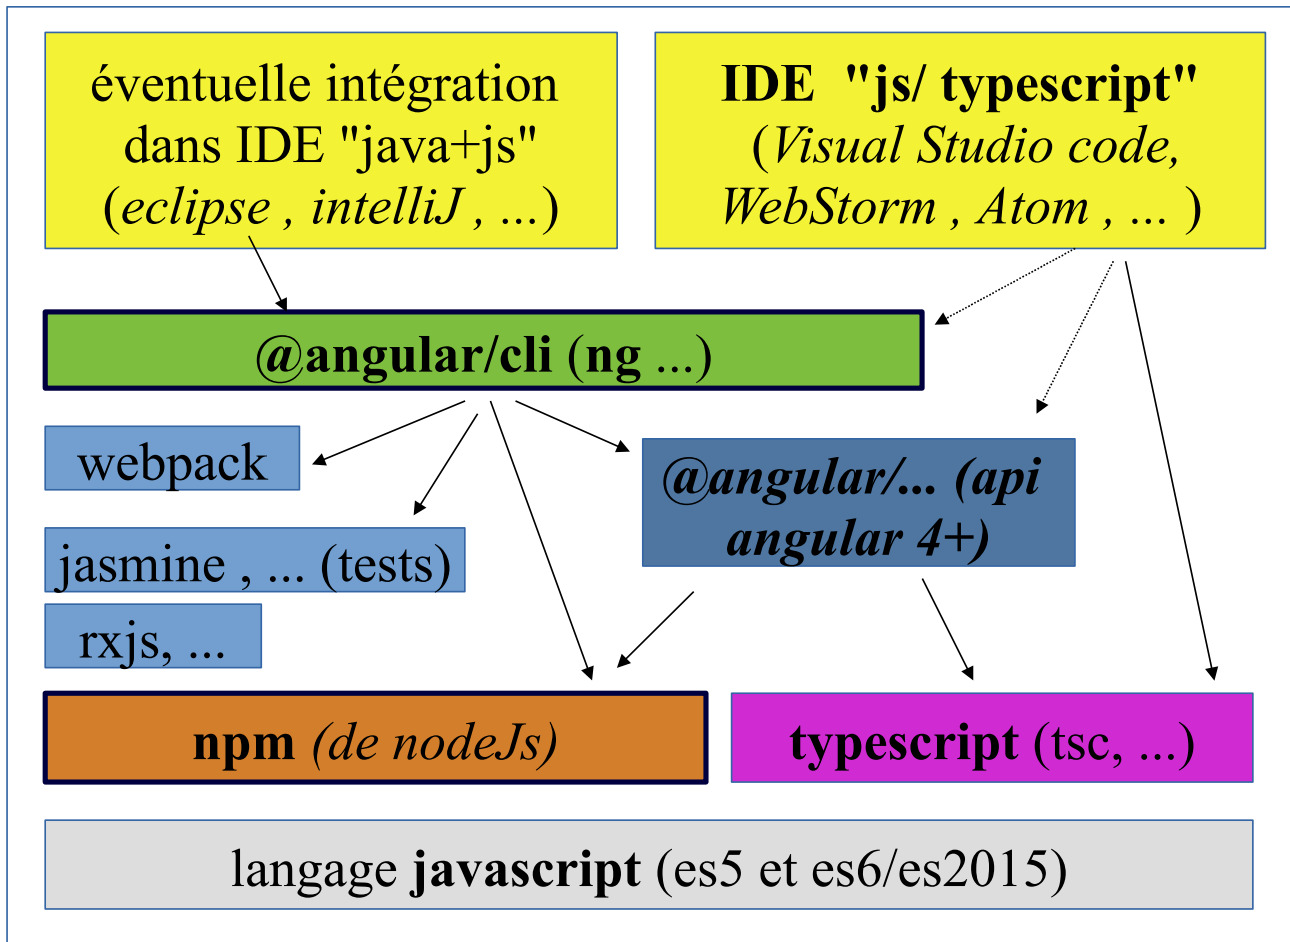 éventuelle intégration
dans IDE "java+js"
(eclipse , intelliJ , ...)
IDE "js/ typescript"
(Visual Studio code,
WebStorm , Atom , ... )
@angular/cli (ng ...)
webpack
@angular/... (api
angular 4+)
jasmine , ... (tests)
rxjs, ...
npm (de nodeJs)
typescript (tsc, ...)
langage javascript (es5 et es6/es2015)